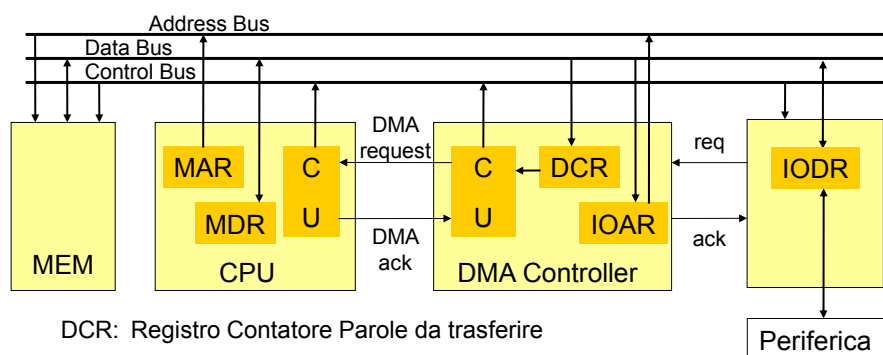 Address Bus
Data Bus
Control Bus
MEM
MAR
MDR
C
U
CPU
DMA
request
DMA
ack
C
U
DCR
IOAR
DMA Controller
req
ack
IODR
Periferica
DCR: Registro Contatore Parole da trasferire